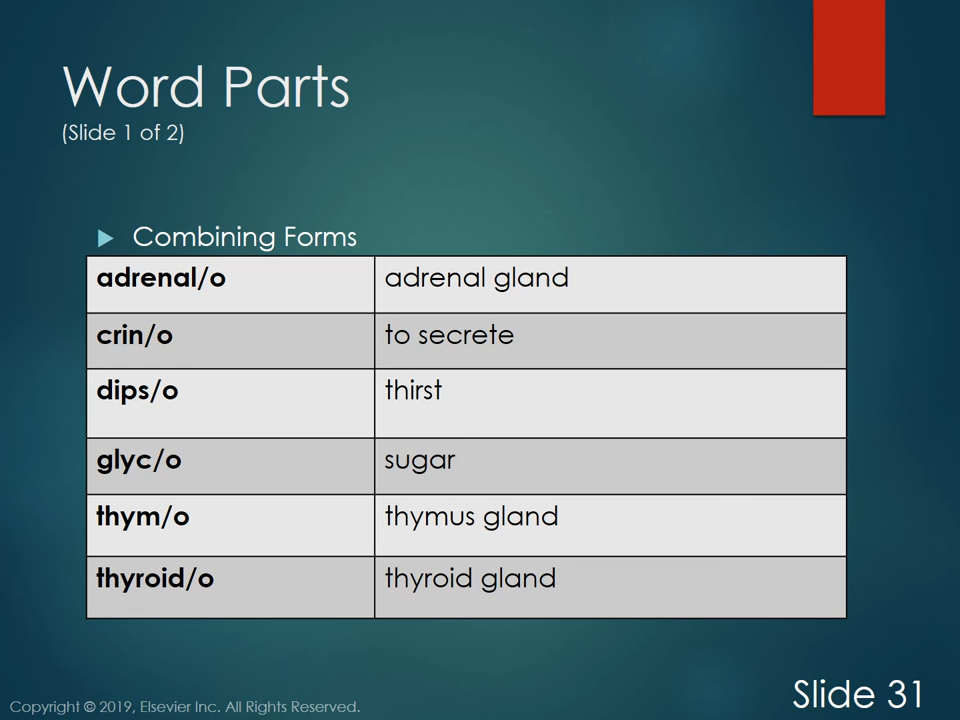 Word Parts
(Slide 1 of 2)
Combining Forms
adrenal/o adrenal gland
crin/o to secrete
dips/o thirst
glyc/o sugar
thym/o thymus gland
thyroid/o thyroid gland
Slide 31
Copyright © 2019, Elsevier Inc. All Rights Reserved.